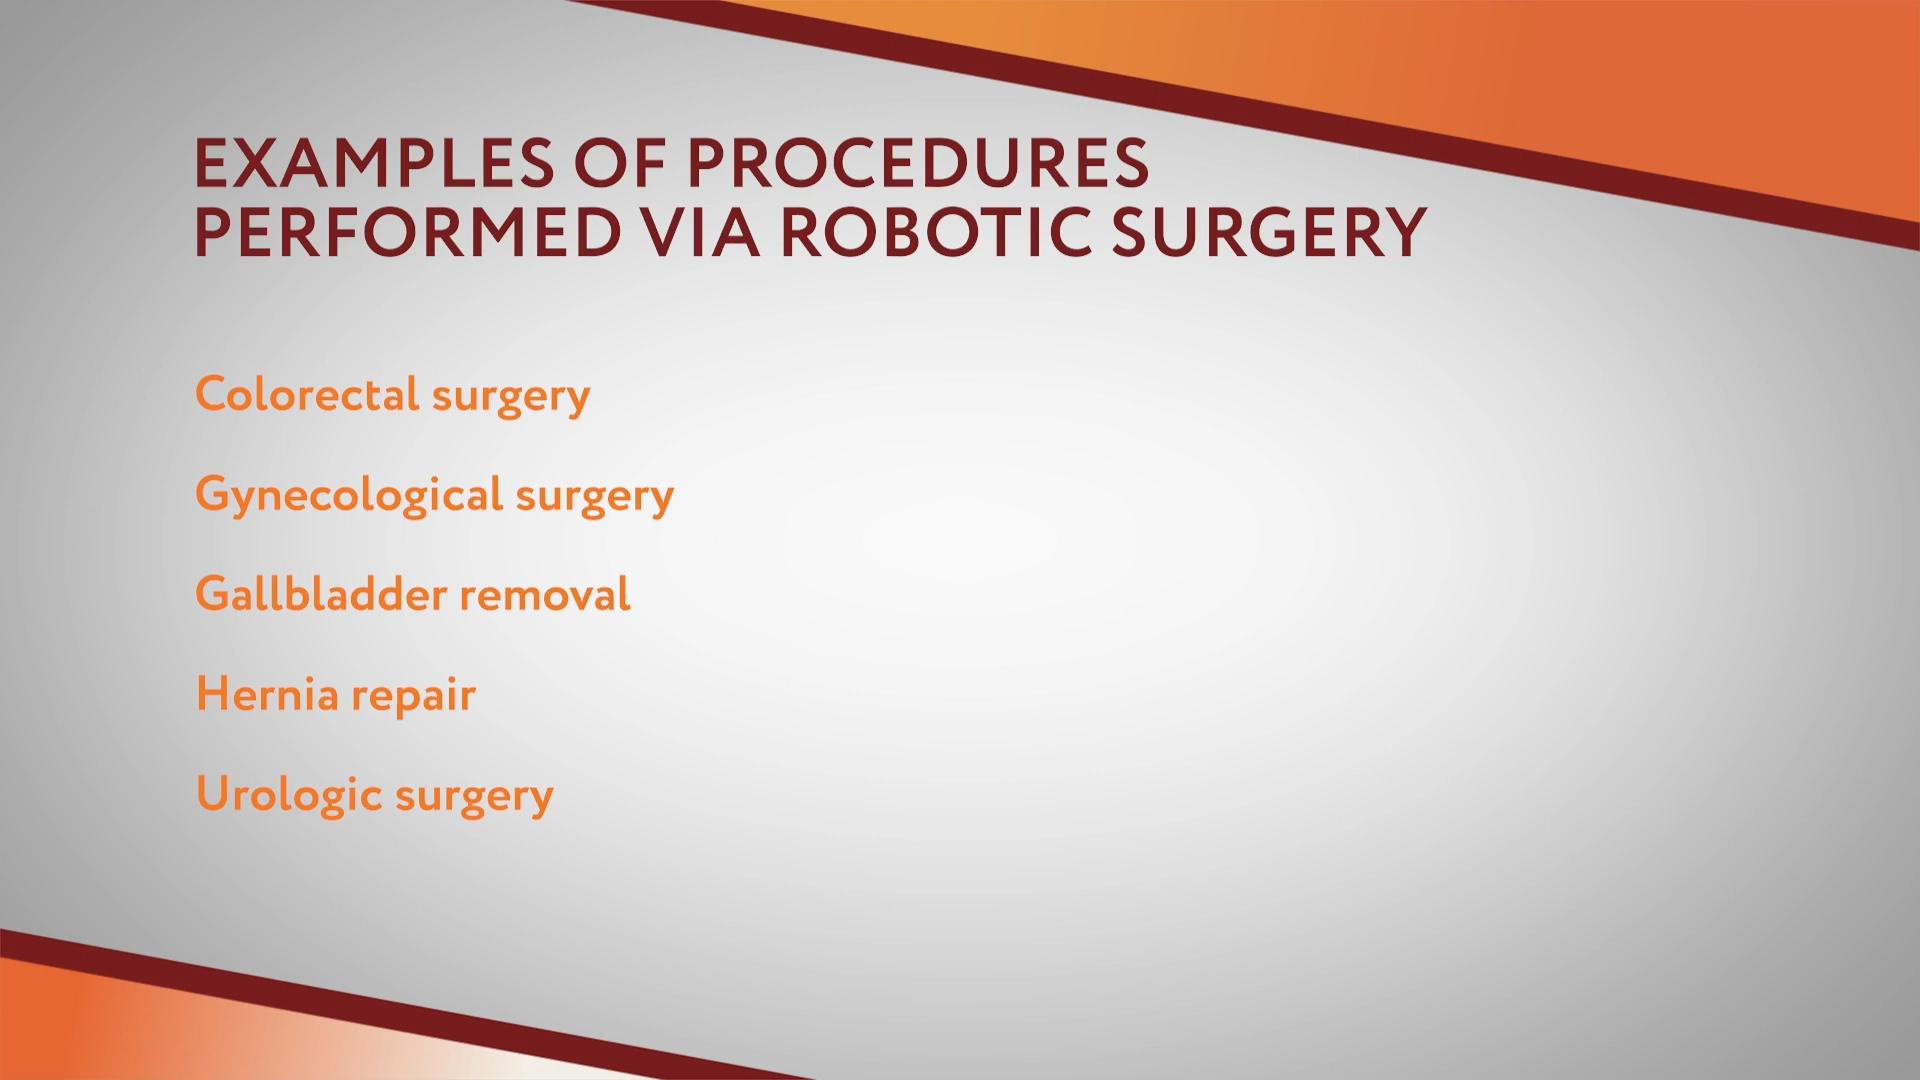 EXAMPLES OF PROCEDURES
PERFORMED VIA ROBOTIC SURGERY
Colorectal surgery
Gynecological surgery
Gallbladder removal
Hernia repair
Urologic surgery